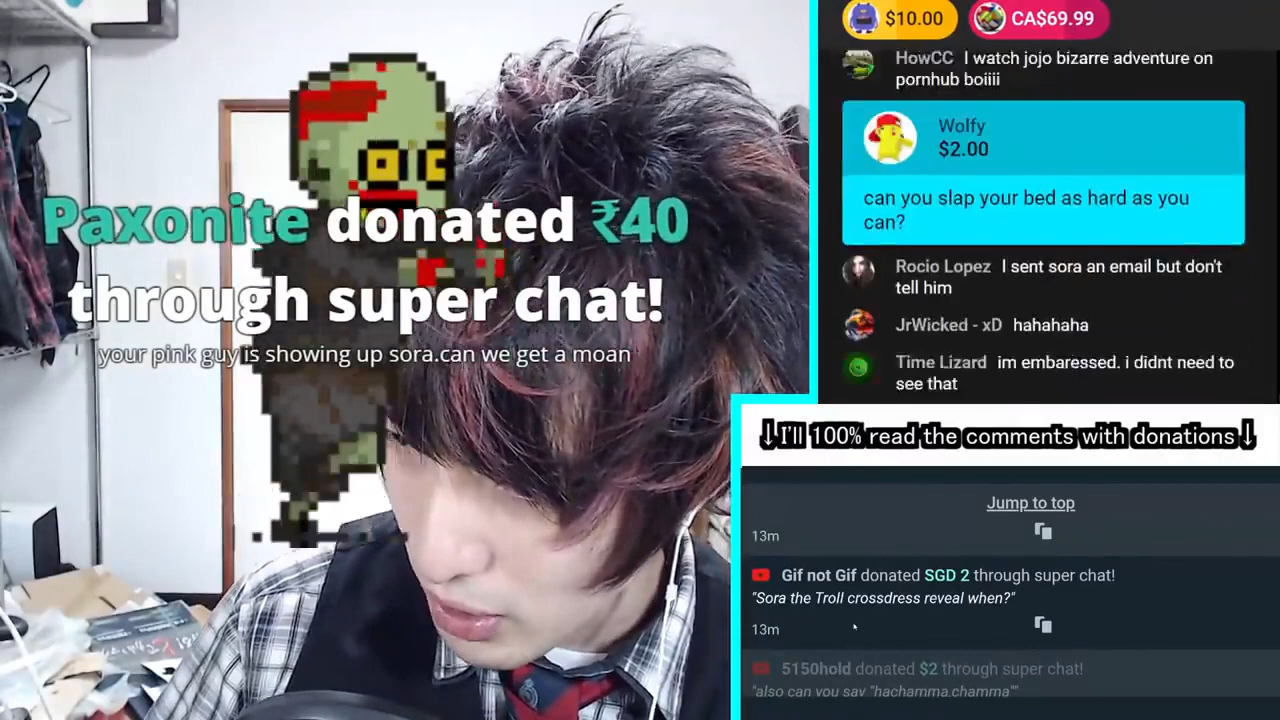 Paxonite donated ₹40
through super chat!
your pink guy is showing up sora.can we get a moan
$10.00
CA$69.99
HowCC I watch jojo bizarre adventure on
pornhub boiiii
Wolfy
$2.00
can you slap your bed as hard as you
can?
Rocio Lopez I sent sora an email but don't
tell him
JrWicked - xD hahahaha
Time Lizard im embaressed. i didnt need to
see that
↓I'll 100% read the comments with donations↓
Jump to top
13m
Gif not Gif donated SGD 2 through super chat!
"Sora the Troll crossdress reveal when?"
13m
5150hold donated $2 through super chat!
"also can you say "hachamma.chamma""